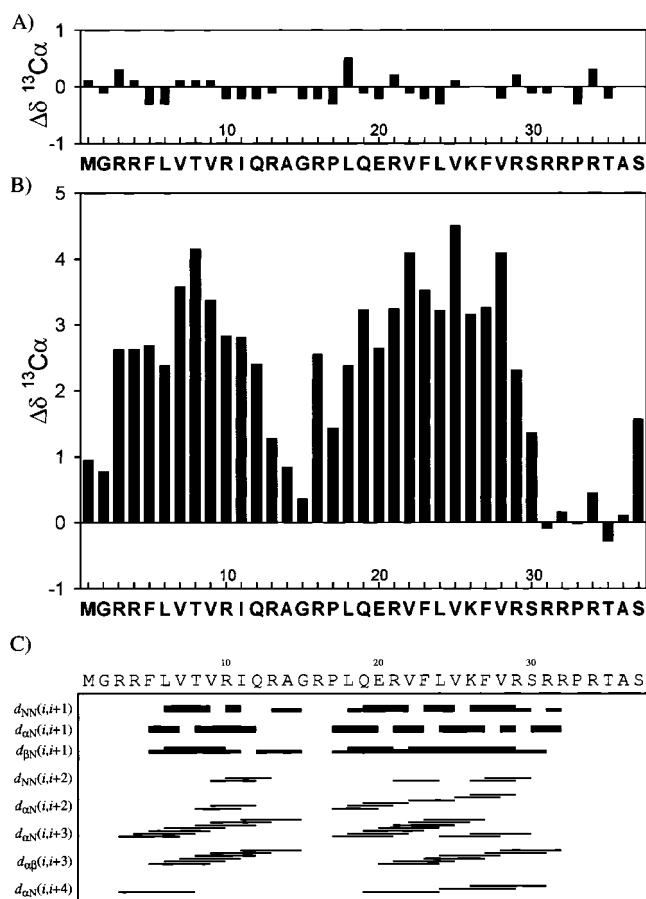 A)
Δδ ¹³Cα
1
0
-1
10 20 30
MGRRFLVTVRIQRAGRPLQERVFLVKFVRSRRPRTAS
B)
Δδ ¹³Cα
5
4
3
2
1
0
-1
10 20 30
MGRRFLVTVRIQRAGRPLQERVFLVKFVRSRRPRTAS
C)
10 20 30
MGRRFLVTVRIQRAGRPLQERVFLVKFVRSRRPRTAS
dNN(i,i+1)
dαN(i,i+1)
dβN(i,i+1)
dNN(i,i+2)
dαN(i,i+2)
dαN(i,i+3)
dαβ(i,i+3)
dαN(i,i+4)